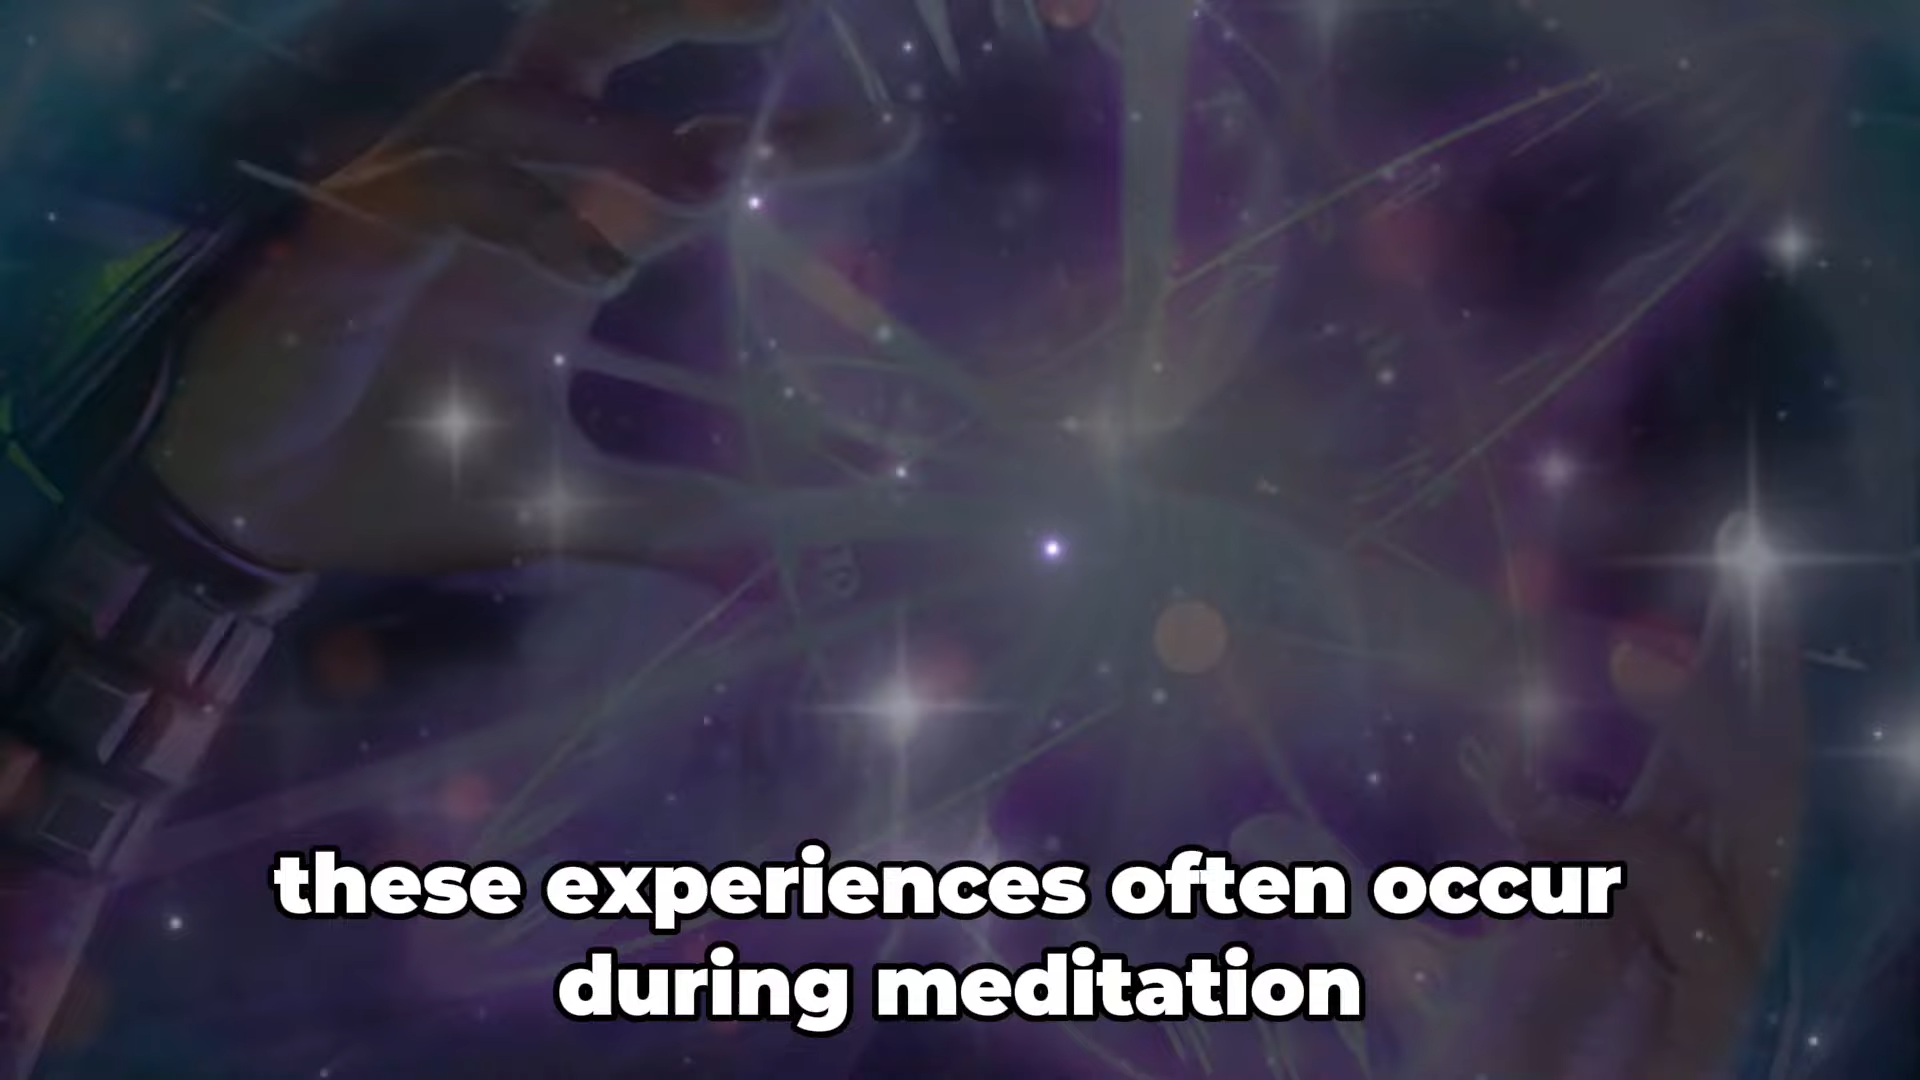 these experiences often occur
during meditation